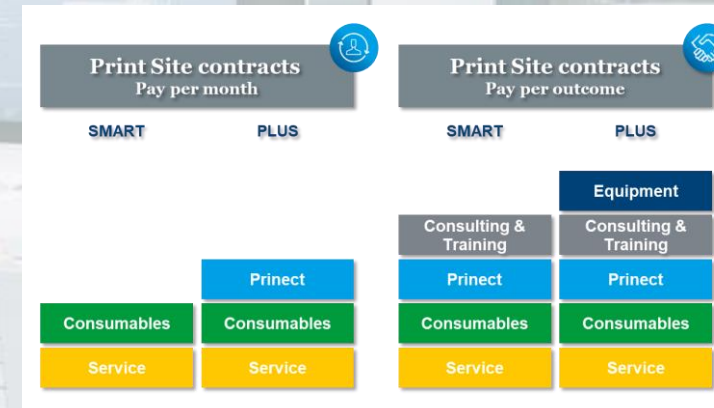 Print Site contracts
Pay per month
SMART
PLUS
Prinect
Consumables
Consumables
Service
Service
Print Site contracts
Pay per outcome
SMART
PLUS
Equipment
Consulting &
Training
Consulting &
Training
Prinect
Prinect
Consumables
Consumables
Service
Service